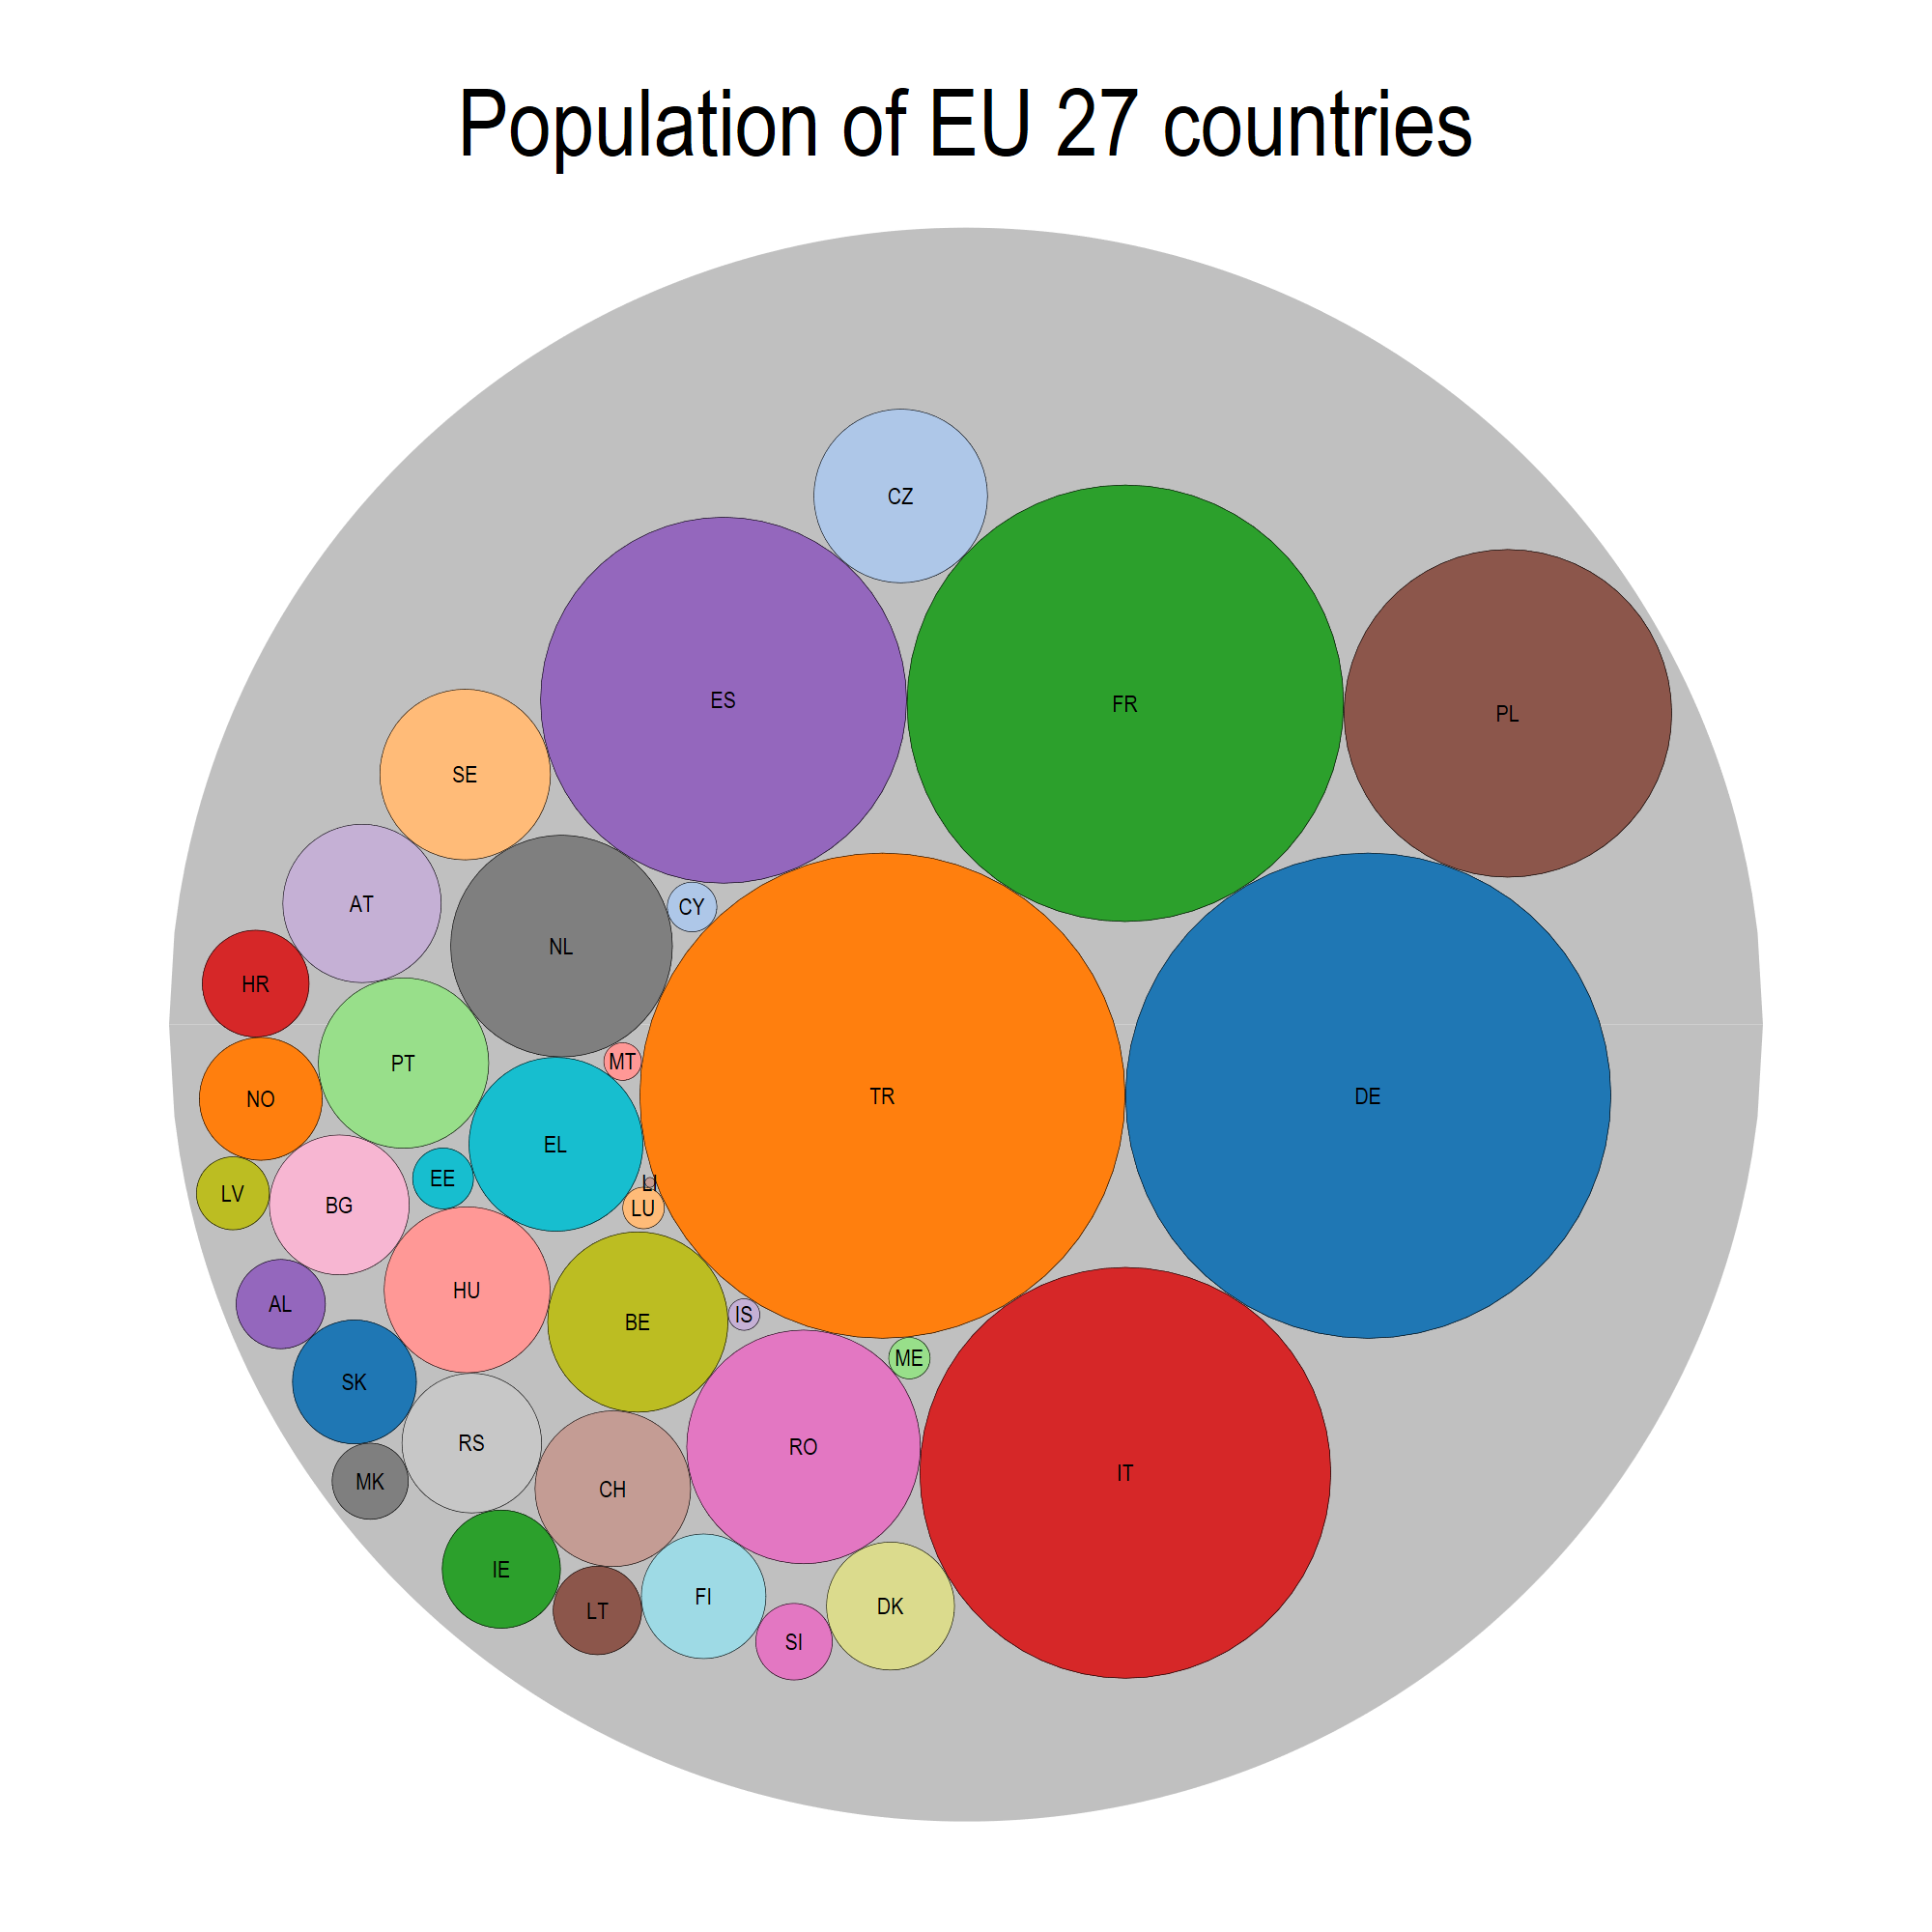 Population of EU 27 countries
CZ
ES
FR
PL
SE
AT
CY
NL
HR
PT
MT
NO
TR
DE
EL
EE
LI
LV
BG
LU
AL
HU
IS
BE
ME
SK
RS
RO
IT
MK
CH
IE
FI
DK
LT
SI